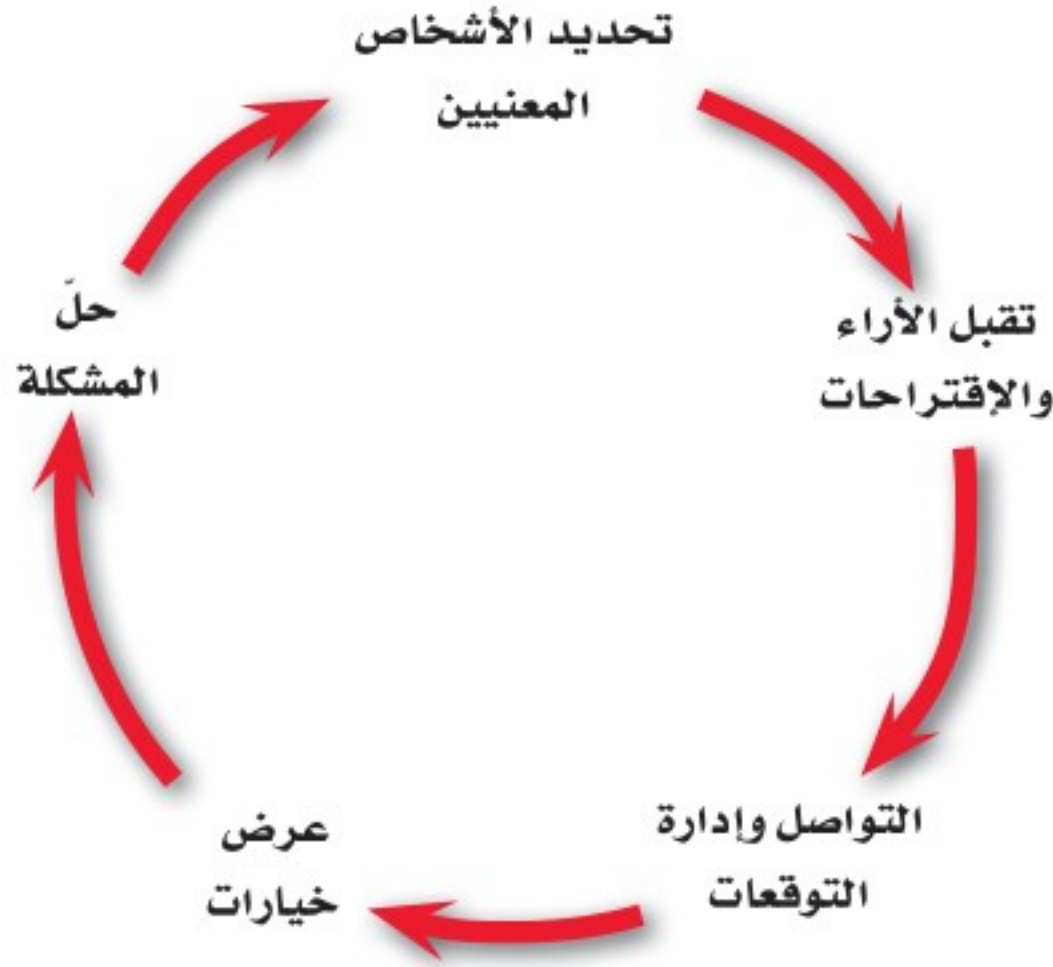 تحديد الأشخاص
المعنيين
تقبل الأراء
والإقتراحات
التواصل وإدارة
التوقعات
عرض
خيارات
حلّ
المشكلة